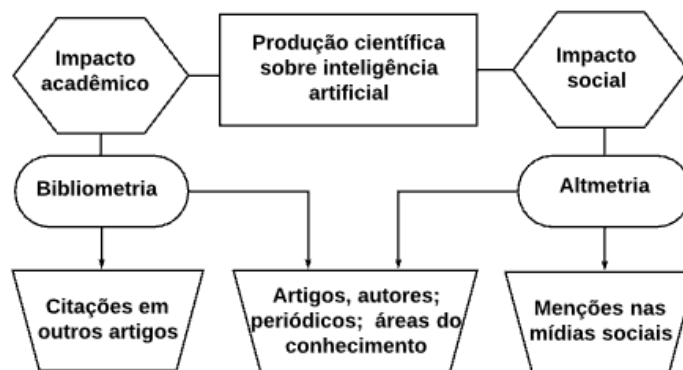 Impacto
acadêmico
Produção científica
sobre inteligência
artificial
Impacto
social
Bibliometria
Altmetria
Citações em
outros artigos
Artigos, autores;
periódicos; áreas do
conhecimento
Menções nas
mídias sociais